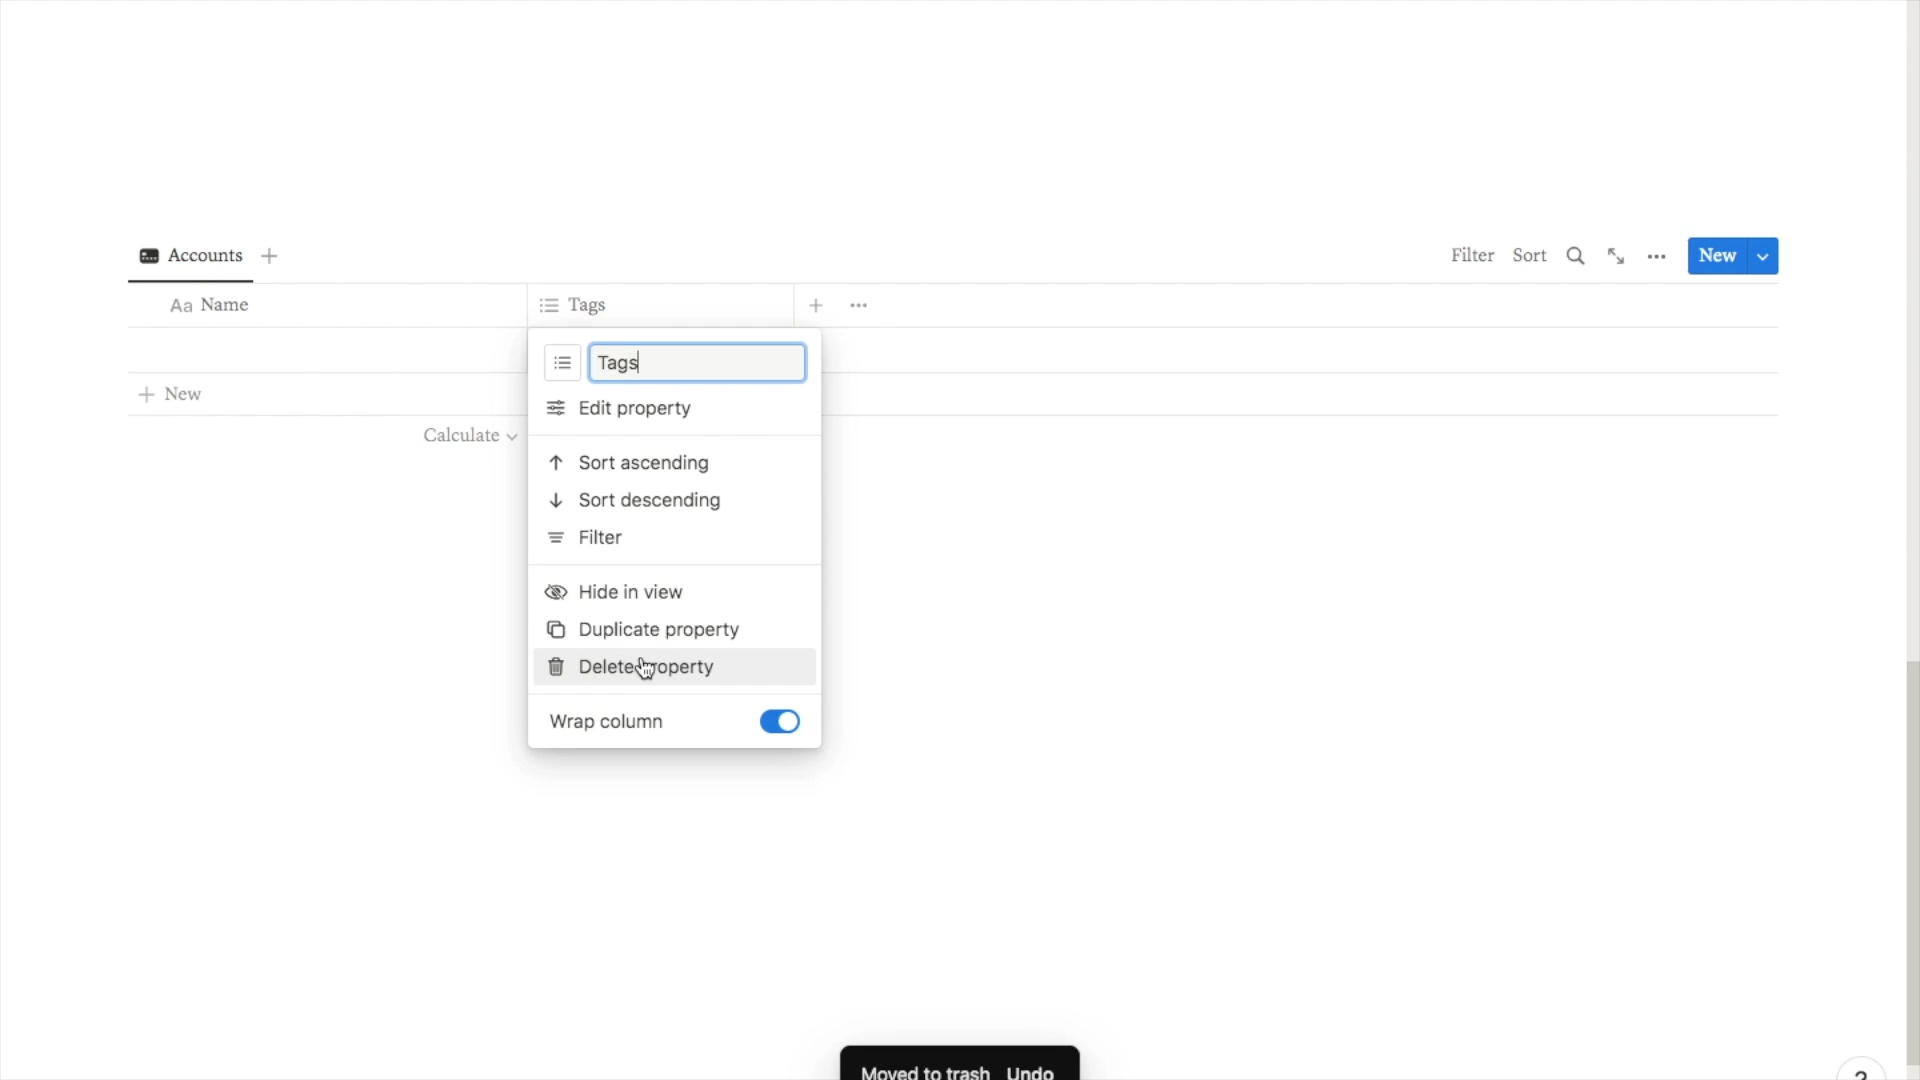 Accounts
Filter Sort New
Aa Name Tags
Tags
Edit property
New
Calculate
Sort ascending
Sort descending
Filter
Hide in view
Duplicate property
Delete property
Wrap column
Moved to trash Undo
?